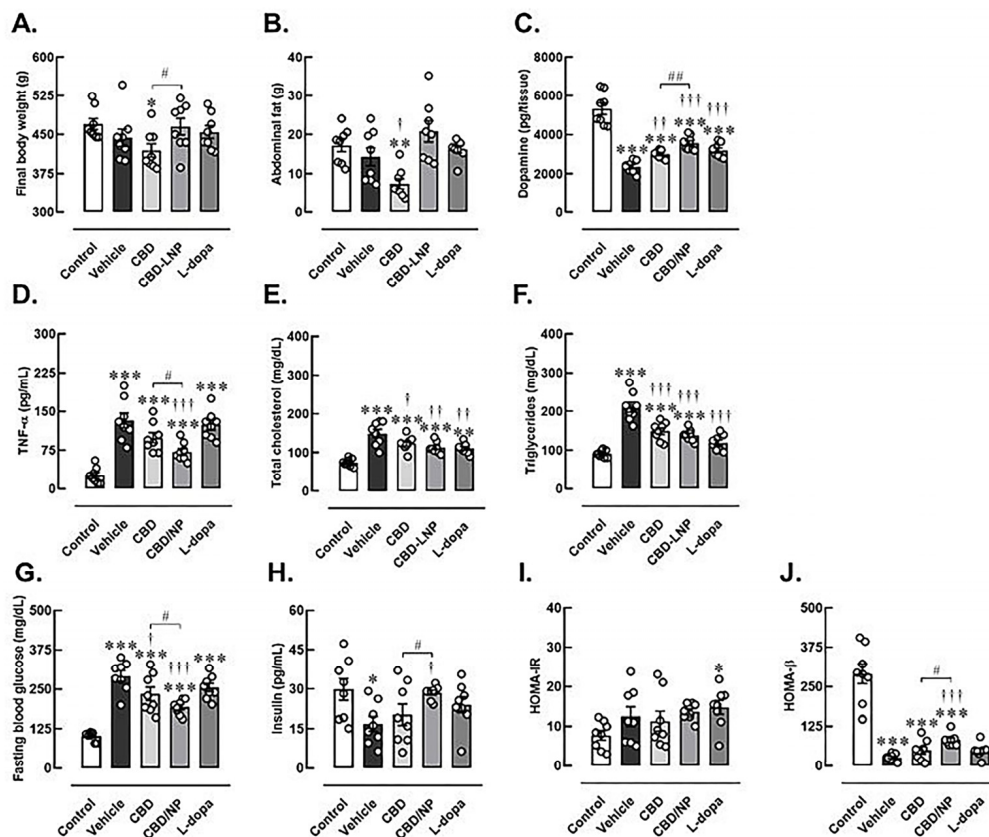 A.
Final body weight (g)
600
525
450
375
300
*
#
Control
Vehicle
CBD
CBD-LNP
L-dopa
B.
Abdominal fat (g)
40
30
20
10
0
†
**
Control
Vehicle
CBD
CBD-LNP
L-dopa
C.
Dopamine (pg/tissue)
8000
6000
4000
2000
0
##
†††
†††
††
***
***
***
***
Control
Vehicle
CBD
CBD/NP
L-dopa
D.
TNF-α (pg/mL)
300
225
150
75
0
#
***
***
***
†††
***
Control
Vehicle
CBD
CBD/NP
L-dopa
E.
Total cholesterol (mg/dL)
400
300
200
100
0
†
††
††
***
***
***
**
Control
Vehicle
CBD
CBD-LNP
L-dopa
F.
Triglycerides (mg/dL)
400
300
200
100
0
***
†††
†††
***
***
†††
Control
Vehicle
CBD
CBD-LNP
L-dopa
G.
Fasting blood glucose (mg/dL)
500
375
250
125
0
#
***
†
***
†††
***
***
Control
Vehicle
CBD
CBD/NP
L-dopa
H.
Insulin (pg/mL)
60
45
30
15
0
*
#
†
Control
Vehicle
CBD
CBD/NP
L-dopa
I.
HOMA-IR
40
30
20
10
0
*
Control
Vehicle
CBD
CBD/NP
L-dopa
J.
HOMA-β
500
375
250
125
0
#
†††
***
***
***
Control
Vehicle
CBD
CBD/NP
L-dopa